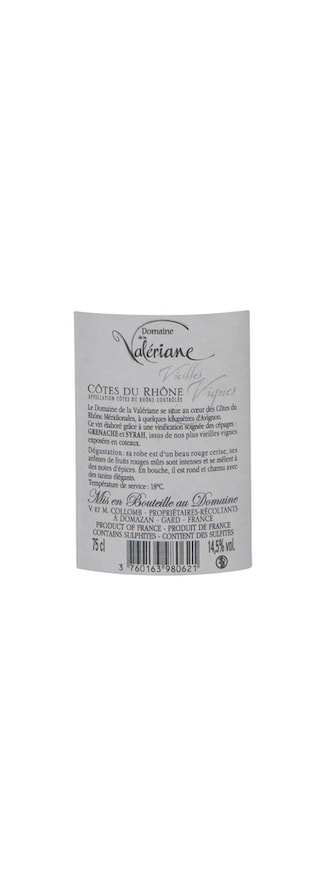 Domaine
de la
Valériane
Vieilles
CÔTES DU RHÔNE Vignes
APPELLATION CÔTES DU RHÔNE CONTRÔLÉE
Le Domaine de la Valériane se situe au cœur des Côtes du
Rhône Méridionales, à quelques kilomètres d'Avignon.
Ce vin élaboré grâce à une vinification soignée des cépages :
GRENACHE et SYRAH, issus de nos plus vieilles vignes
exposées en coteaux.
Dégustation : sa robe est d'un beau rouge cerise, ses
arômes de fruits rouges mûrs sont intenses et se mêlent à
des notes d'épices. En bouche, il est rond et charnu avec
des tanins élégants.
Température de service : 18°C.
Mis en Bouteille au Domaine
V. ET M. COLLOMB - PROPRIÉTAIRES-RÉCOLTANTS
À DOMAZAN - GARD - FRANCE
PRODUCT OF FRANCE - PRODUIT DE FRANCE
CONTAINS SULPHITES - CONTIENT DES SULFITES
75 cl 14,5% vol.
3 760163 980621